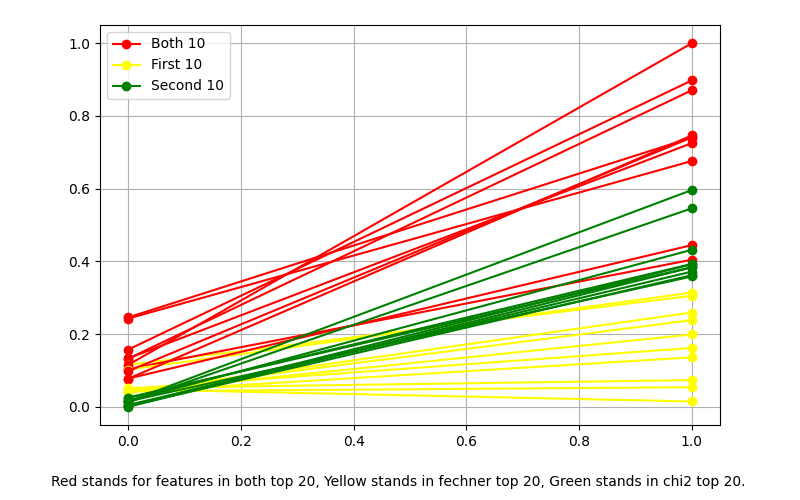 1.0
0.8
0.6
0.4
0.2
0.0
Both 10
First 10
Second 10
0.0 0.2 0.4 0.6 0.8 1.0
Red stands for features in both top 20, Yellow stands in fechner top 20, Green stands in chi2 top 20.